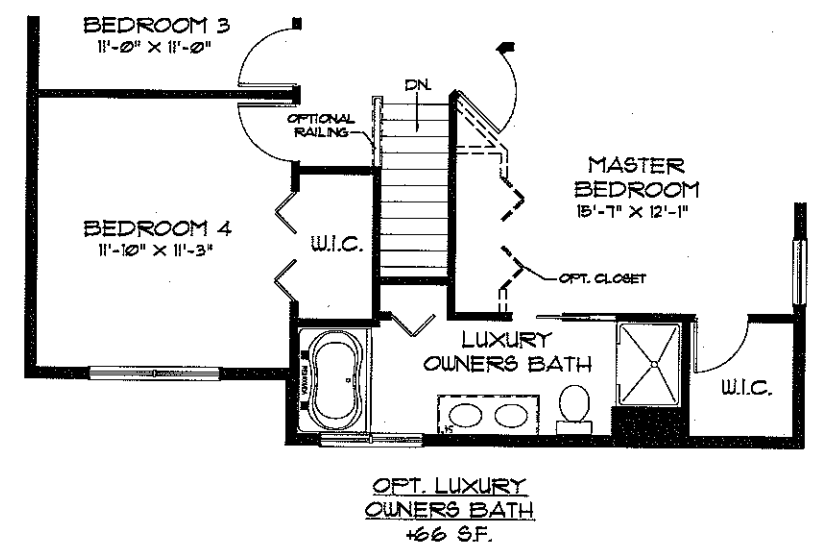 BEDROOM 3
11'-0" X 11'-0"
DN.
OPTIONAL
RAILING
MASTER
BEDROOM
15'-7" X 12'-1"
BEDROOM 4
11'-10" X 11'-3"
W.I.C.
OPT. CLOSET
LUXURY
OWNERS BATH
W.I.C.
OPT. LUXURY
OWNERS BATH
+66 S.F.